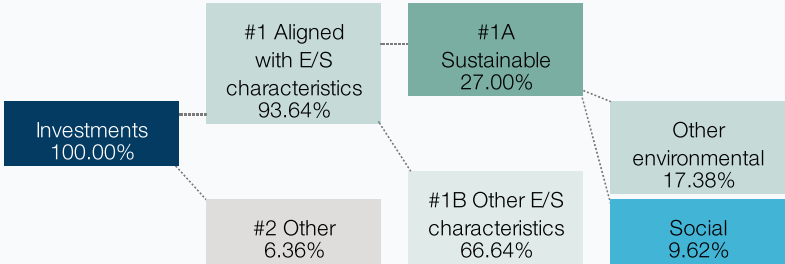 Investments
100.00%
#1 Aligned
with E/S
characteristics
93.64%
#2 Other
6.36%
#1A
Sustainable
27.00%
#1B Other E/S
characteristics
66.64%
Other
environmental
17.38%
Social
9.62%